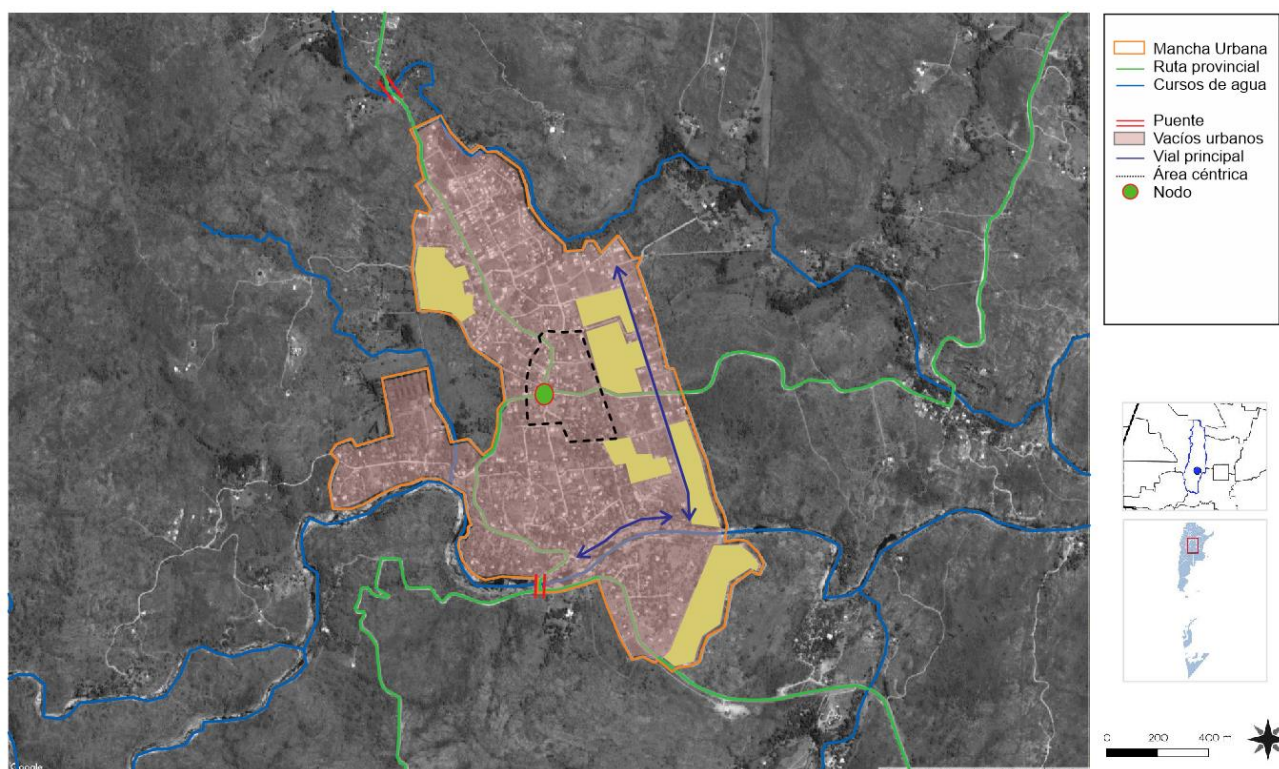 Mancha Urbana
Ruta provincial
Cursos de agua
Puente
Vacíos urbanos
Vial principal
Área céntrica
Nodo
0 200 400
Google